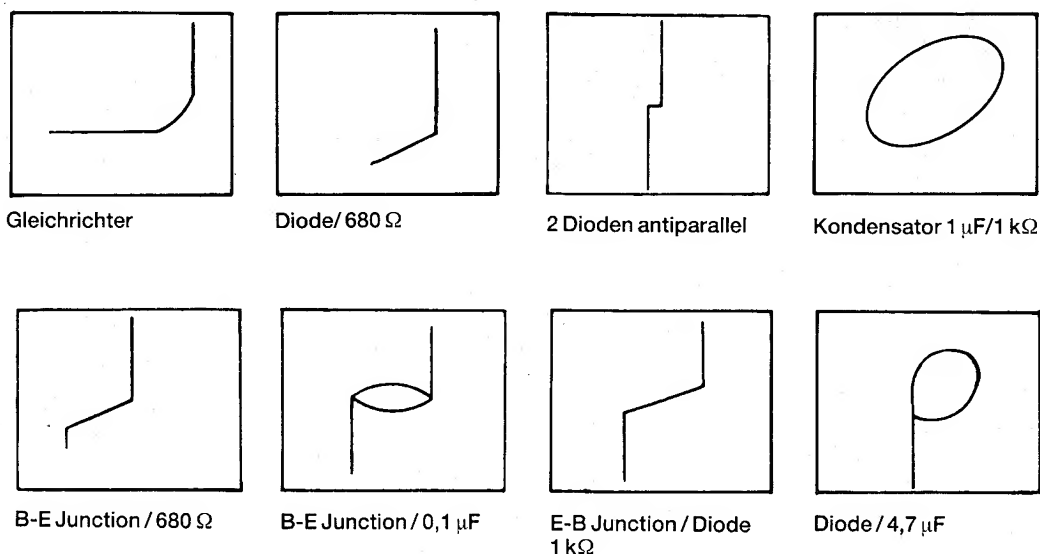 Gleichrichter
Diode/ 680 Ω
2 Dioden antiparallel
Kondensator 1 µF/1 kΩ
B-E Junction / 680 Ω
B-E Junction / 0,1 µF
E-B Junction / Diode
1 kΩ
Diode / 4,7 µF